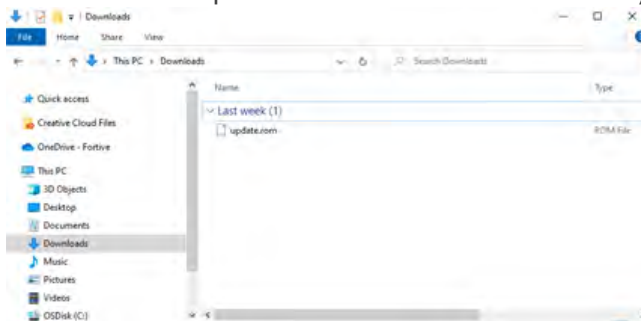 Downloads
File Home Share View
This PC > Downloads
Search Downloads
Name
Type
Quick access
Last week (1)
Creative Cloud Files
update.rom
ROM File
OneDrive - Fortive
This PC
3D Objects
Desktop
Documents
Downloads
Music
Pictures
Videos
OSDisk (C:)